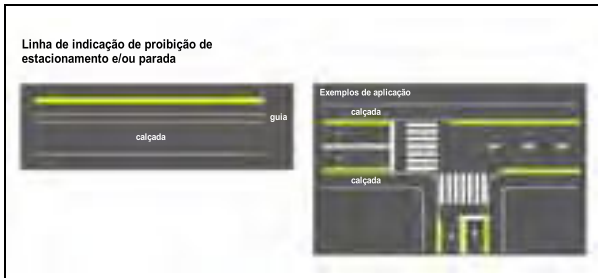 Linha de indicação de proibição de
estacionamento e/ou parada
guia
calçada
Exemplos de aplicação
calçada
calçada